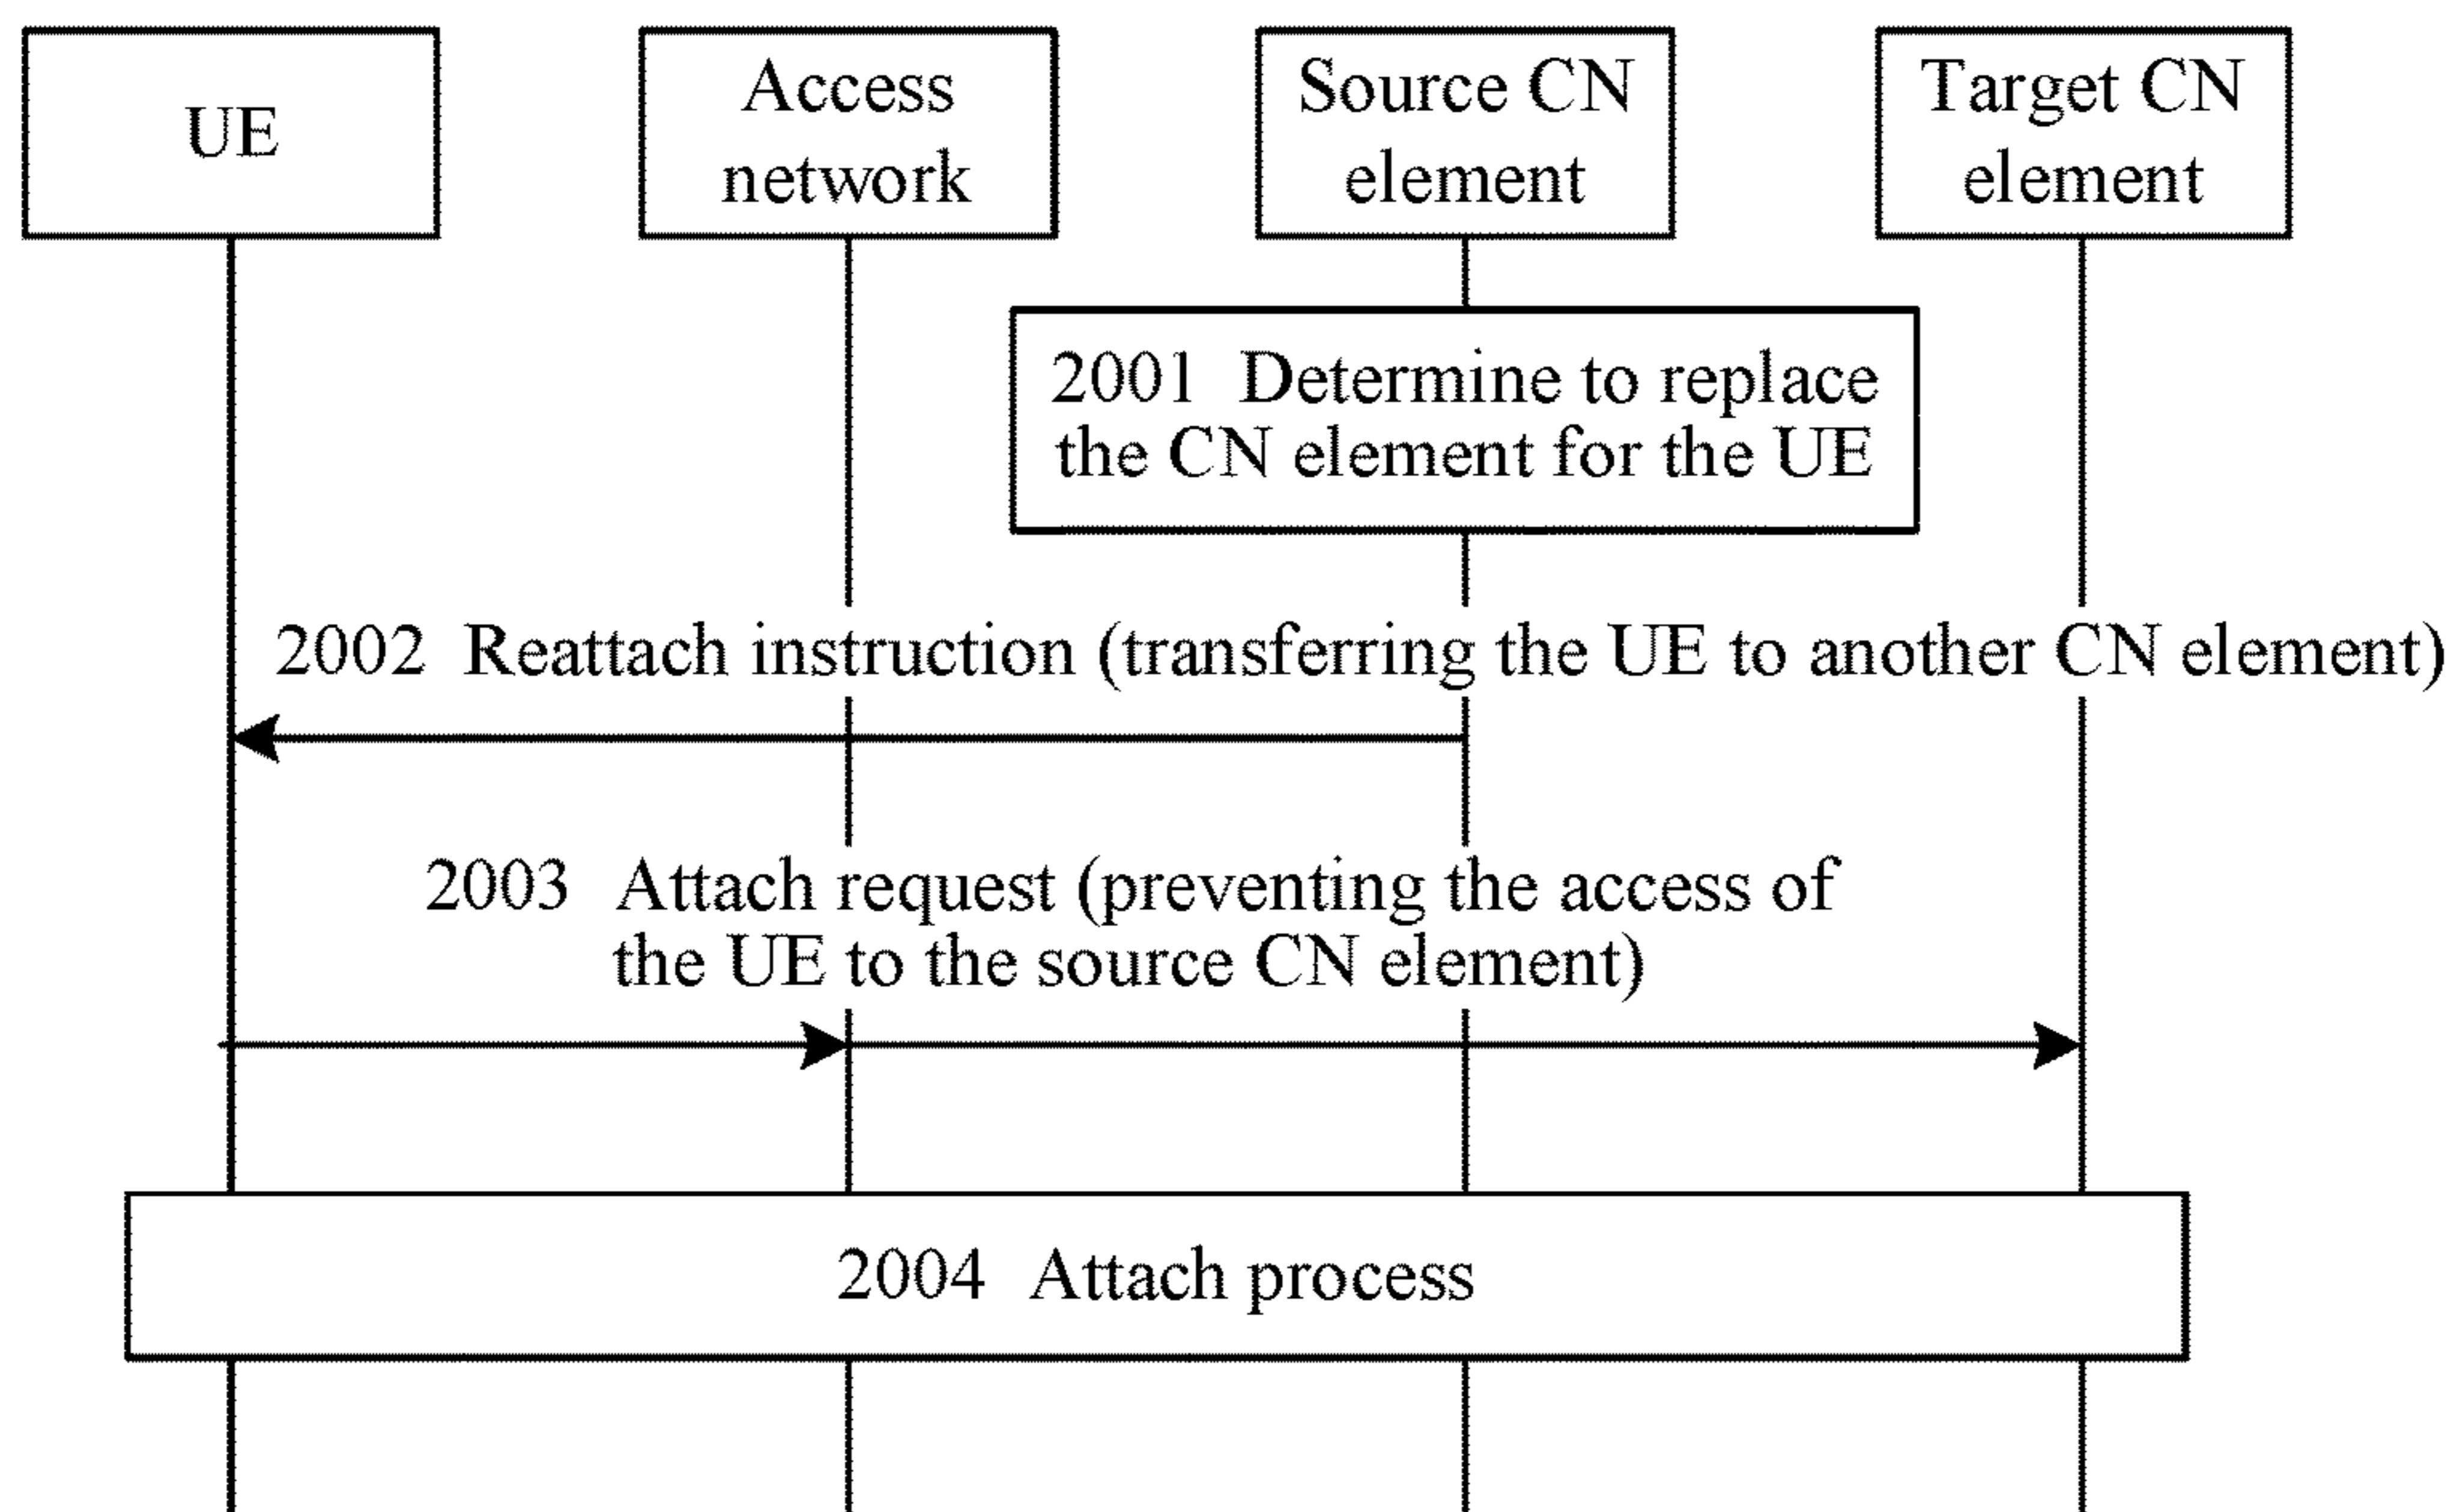 UE
Access
network
Source CN
element
Target CN
element
2001 Determine to replace
the CN element for the UE
2002 Reattach instruction (transferring the UE to another CN element)
2003 Attach request (preventing the access of
the UE to the source CN element)
2004 Attach process